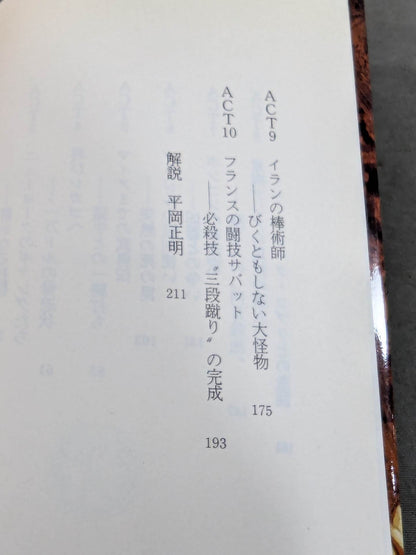 ACT9 イランの棒術師
――びくともしない大怪物 175
ACT10 フランスの闘技サバット
――必殺技〝三段蹴り〟の完成 193
解説 平岡正明 211